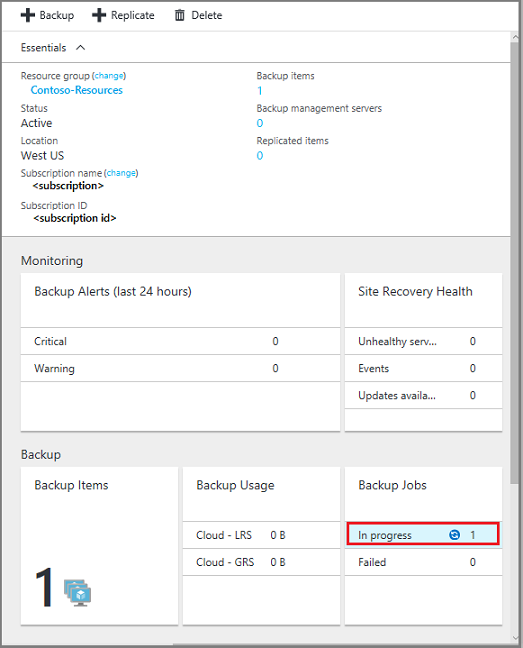 Backup Replicate Delete
Essentials
Resource group (change) Backup items
Contoso-Resources 1
Status Backup management servers
Active 0
Location Replicated items
West US 0
Subscription name (change)
<subscription>
Subscription ID
<subscription id>
Monitoring
Backup Alerts (last 24 hours) Site Recovery Health
Critical 0 Unhealthy serv... 0
Warning 0 Events 0
Updates availa... 0
Backup
Backup Items Backup Usage Backup Jobs
Cloud - LRS 0 B In progress 1
Cloud - GRS 0 B Failed 0
1